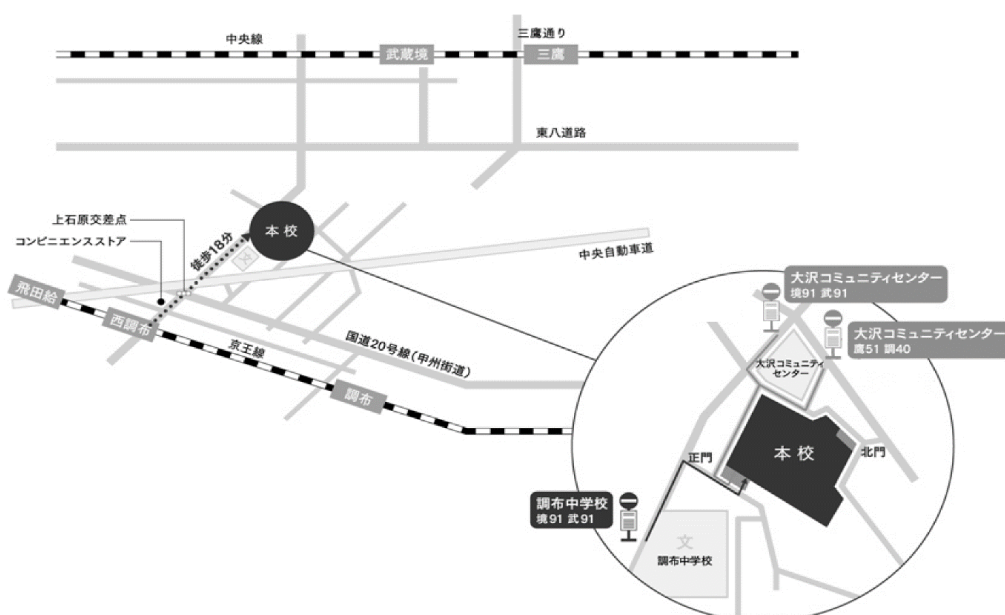 中央線
三鷹通り
武蔵境
三鷹
東八道路
上石原交差点
コンビニエンスストア
徒歩18分
本校
文
中央自動車道
飛田給
西調布
京王線
国道20号線(甲州街道)
調布
大沢コミュニティセンター
境91 武91
大沢コミュニティセンター
鷹51 調40
大沢コミュニティ
センター
本校
北門
正門
調布中学校
境91 武91
文
調布中学校